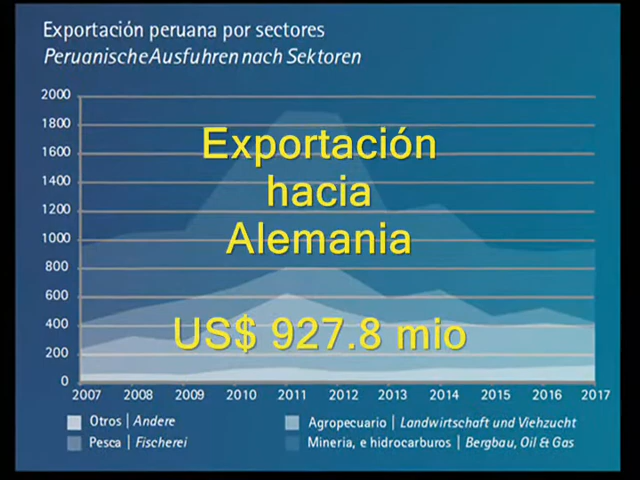 Exportación peruana por sectores
Peruanische Ausfuhren nach Sektoren
2000
1800
1600
1400
1200
1000
800
600
400
200
0
Exportación
hacia
Alemania
US$ 927.8 mio
2007 2008 2009 2010 2011 2012 2013 2014 2015 2016 2017
Otros | Andere
Agropecuario | Landwirtschaft und Viehzucht
Pesca | Fischerei
Mineria, e hidrocarburos | Bergbau, Oil & Gas